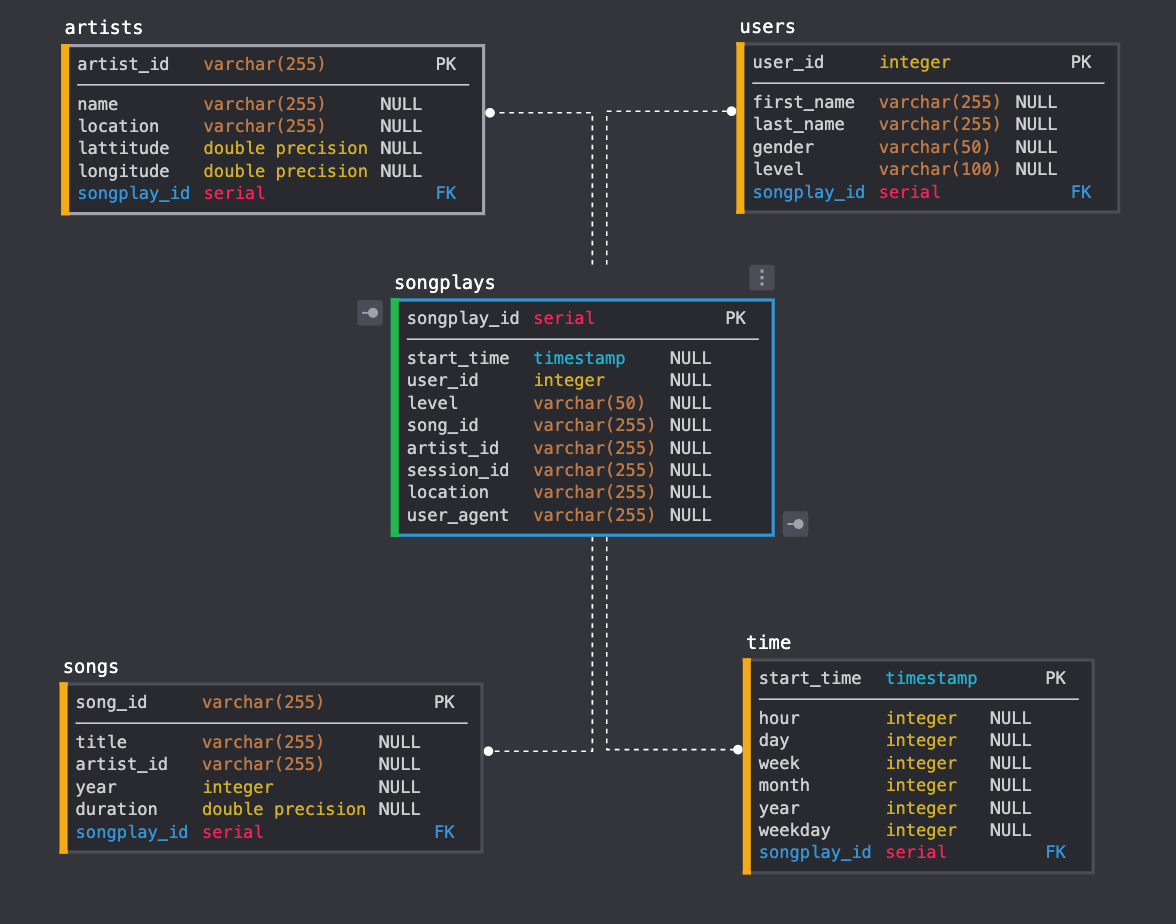 artists
artist_id varchar(255) PK
name varchar(255) NULL
location varchar(255) NULL
lattitude double precision NULL
longitude double precision NULL
songplay_id serial FK
users
user_id integer PK
first_name varchar(255) NULL
last_name varchar(255) NULL
gender varchar(50) NULL
level varchar(100) NULL
songplay_id serial FK
songplays
songplay_id serial PK
start_time timestamp NULL
user_id integer NULL
level varchar(50) NULL
song_id varchar(255) NULL
artist_id varchar(255) NULL
session_id varchar(255) NULL
location varchar(255) NULL
user_agent varchar(255) NULL
songs
song_id varchar(255) PK
title varchar(255) NULL
artist_id varchar(255) NULL
year integer NULL
duration double precision NULL
songplay_id serial FK
time
start_time timestamp PK
hour integer NULL
day integer NULL
week integer NULL
month integer NULL
year integer NULL
weekday integer NULL
songplay_id serial FK